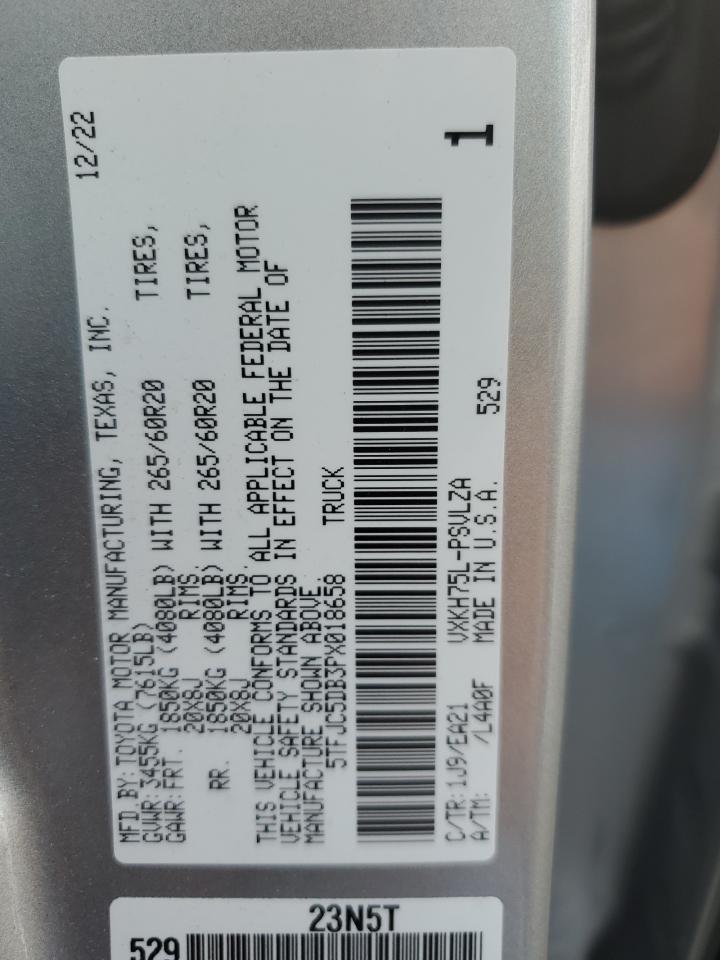 12/22
MFD.BY:TOYOTA MOTOR MANUFACTURING, TEXAS, INC.
GVWR:3455KG (7615LB)
GAWR:FRT. 1850KG (4080LB) WITH 265/60R20 TIRES,
20X8J RIMS.
RR. 1850KG (4080LB) WITH 265/60R20 TIRES,
20X8J RIMS.
THIS VEHICLE CONFORMS TO ALL APPLICABLE FEDERAL MOTOR
VEHICLE SAFETY STANDARDS IN EFFECT ON THE DATE OF
MANUFACTURE SHOWN ABOVE.
5TFJC5DB3PX018658 TRUCK
C/TR:1J9/EA21 VXKH75L-PSVLZA
A/TM: /L4A0F MADE IN U.S.A. 529
1
23N5T
529